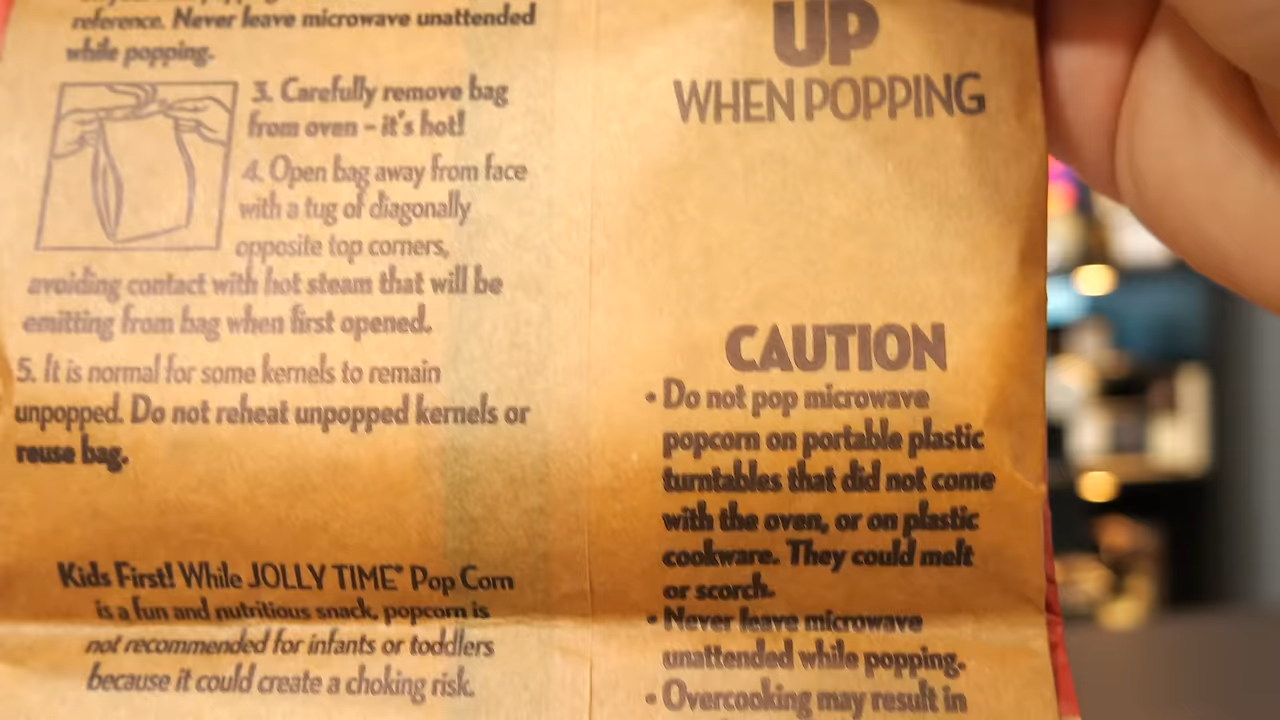 reference. Never leave microwave unattended
while popping.
3. Carefully remove bag
from oven – it's hot!
4. Open bag away from face
with a tug of diagonally
opposite top corners,
avoiding contact with hot steam that will be
emitting from bag when first opened.
5. It is normal for some kernels to remain
unpopped. Do not reheat unpopped kernels or
reuse bag.
Kids First! While JOLLY TIME® Pop Corn
is a fun and nutritious snack, popcorn is
not recommended for infants or toddlers
because it could create a choking risk.
UP
WHEN POPPING
CAUTION
• Do not pop microwave
popcorn on portable plastic
turntables that did not come
with the oven, or on plastic
cookware. They could melt
or scorch.
• Never leave microwave
unattended while popping.
• Overcooking may result in